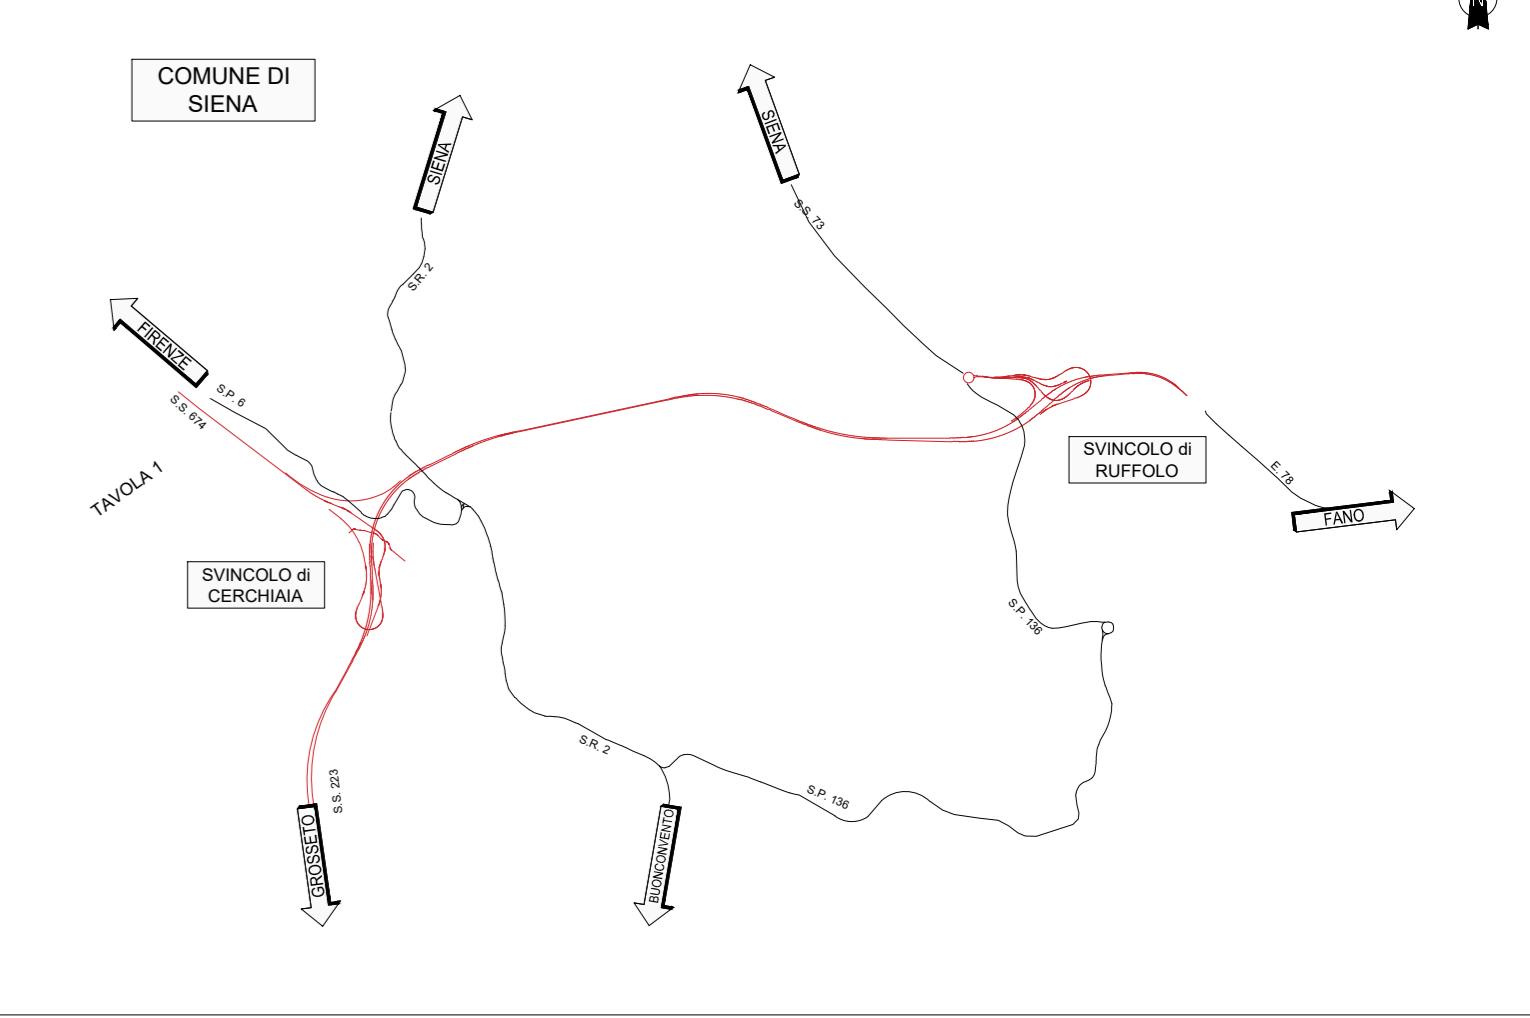 N
COMUNE DI
SIENA
SIENA
SIENA
S.S. 73
S.R. 2
FIRENZE
S.P. 6
S.S. 674
TAVOLA 1
SVINCOLO di
RUFFOLO
E. 78
FANO
SVINCOLO di
CERCHIAIA
S.P. 136
S.R. 2
S.S. 223
S.P. 136
GROSSETO
BUONCONVENTO